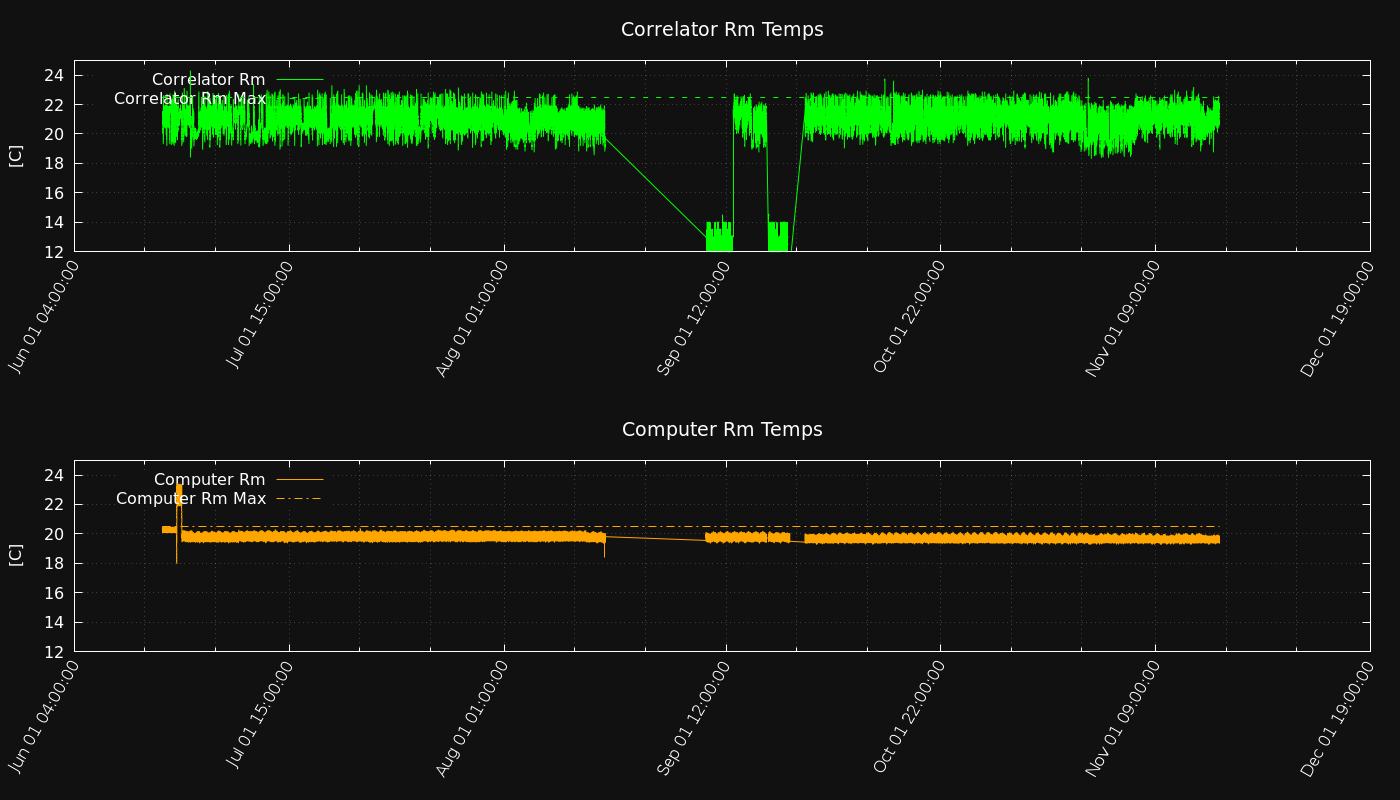 Correlator Rm Temps
Correlator Rm
Correlator Rm Max
24
22
20
18
16
14
12
[C]
Jun 01 04:00:00
Jul 01 15:00:00
Aug 01 01:00:00
Sep 01 12:00:00
Oct 01 22:00:00
Nov 01 09:00:00
Dec 01 19:00:00
Computer Rm Temps
Computer Rm
Computer Rm Max
24
22
20
18
16
14
12
[C]
Jun 01 04:00:00
Jul 01 15:00:00
Aug 01 01:00:00
Sep 01 12:00:00
Oct 01 22:00:00
Nov 01 09:00:00
Dec 01 19:00:00